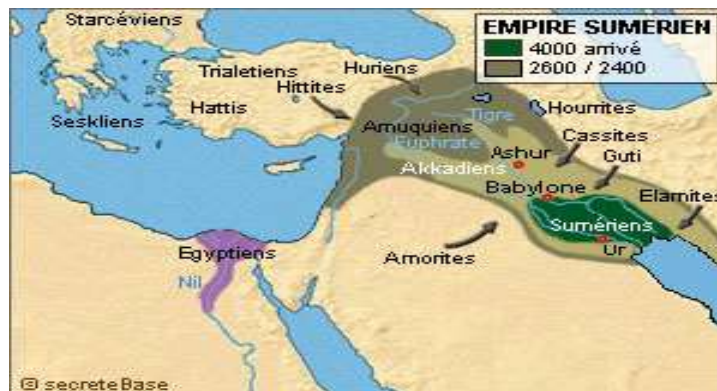 EMPIRE SUMERIEN
4000 arrivé
2600 / 2400
Starcéviens
Trialetiens
Huriens
Hittites
Hattis
Seskliens
Hourrites
Tigre
Amuquiens
Euphrate
Cassites
Ashur
Guti
Akkadiens
Babylone
Elamites
Sumériens
Ur
Egyptiens
Amorites
Nil
© secreteBase